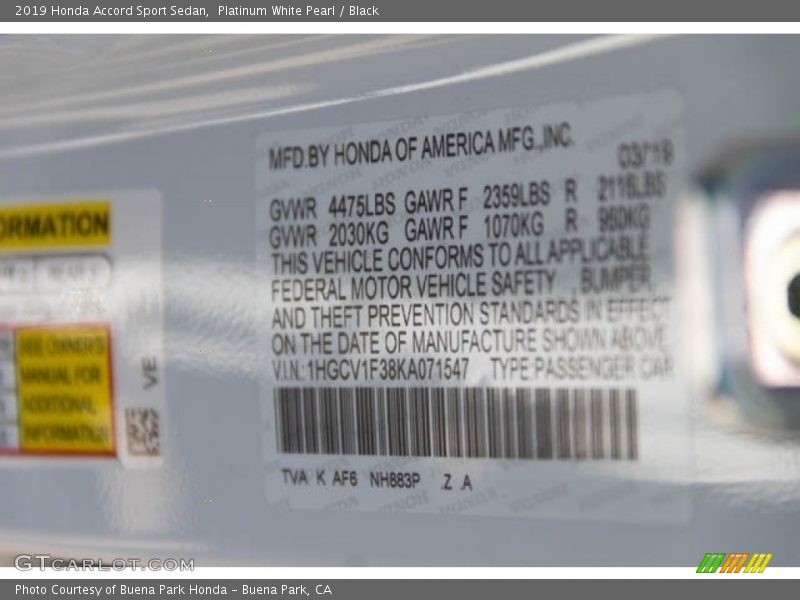 2019 Honda Accord Sport Sedan, Platinum White Pearl / Black
MFD.BY HONDA OF AMERICA MFG.,INC.
GVWR 4475LBS GAWR F 2359LBS R 2116LBS
GVWR 2030KG GAWR F 1070KG R 960KG
THIS VEHICLE CONFORMS TO ALL APPLICABLE
FEDERAL MOTOR VEHICLE SAFETY , BUMPER,
AND THEFT PREVENTION STANDARDS IN EFFECT
ON THE DATE OF MANUFACTURE SHOWN ABOVE.
V.I.N.:1HGCV1F38KA071547 TYPE:PASSENGER CAR
TVA K AF6 NH883P Z A
ORMATION
SEE OWNER'S
MANUAL FOR
ADDITIONAL
INFORMATION
VE
GTCARLOT.COM
Photo Courtesy of Buena Park Honda – Buena Park, CA